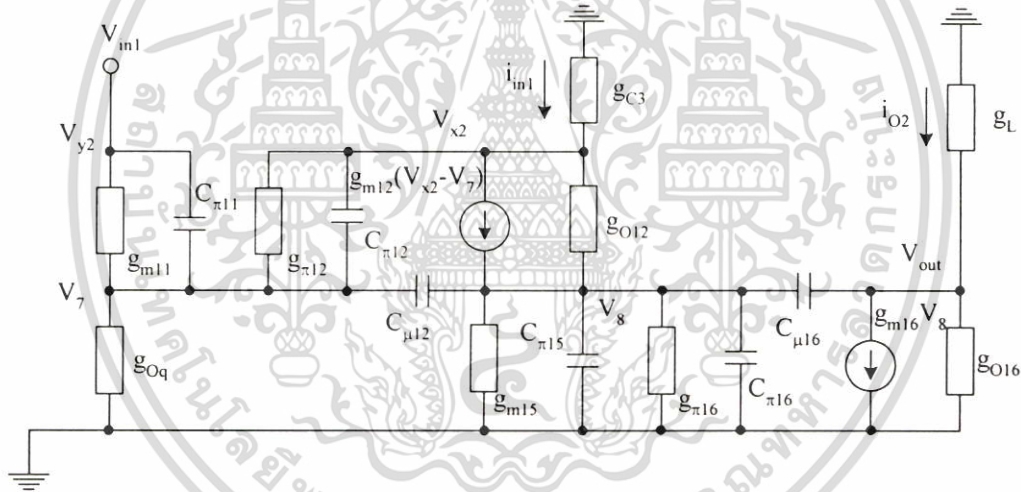 V_in1
i_in1
g_C3
V_x2
i_O2
g_L
V_y2
C_π11
g_m12(V_x2-V_7)
C_π12
g_O12
g_m11
g_π12
V_out
V_7
V_8
C_μ12
C_π15
C_μ16
g_m16
V_8
g_Oq
g_m15
g_π16
C_π16
g_O16